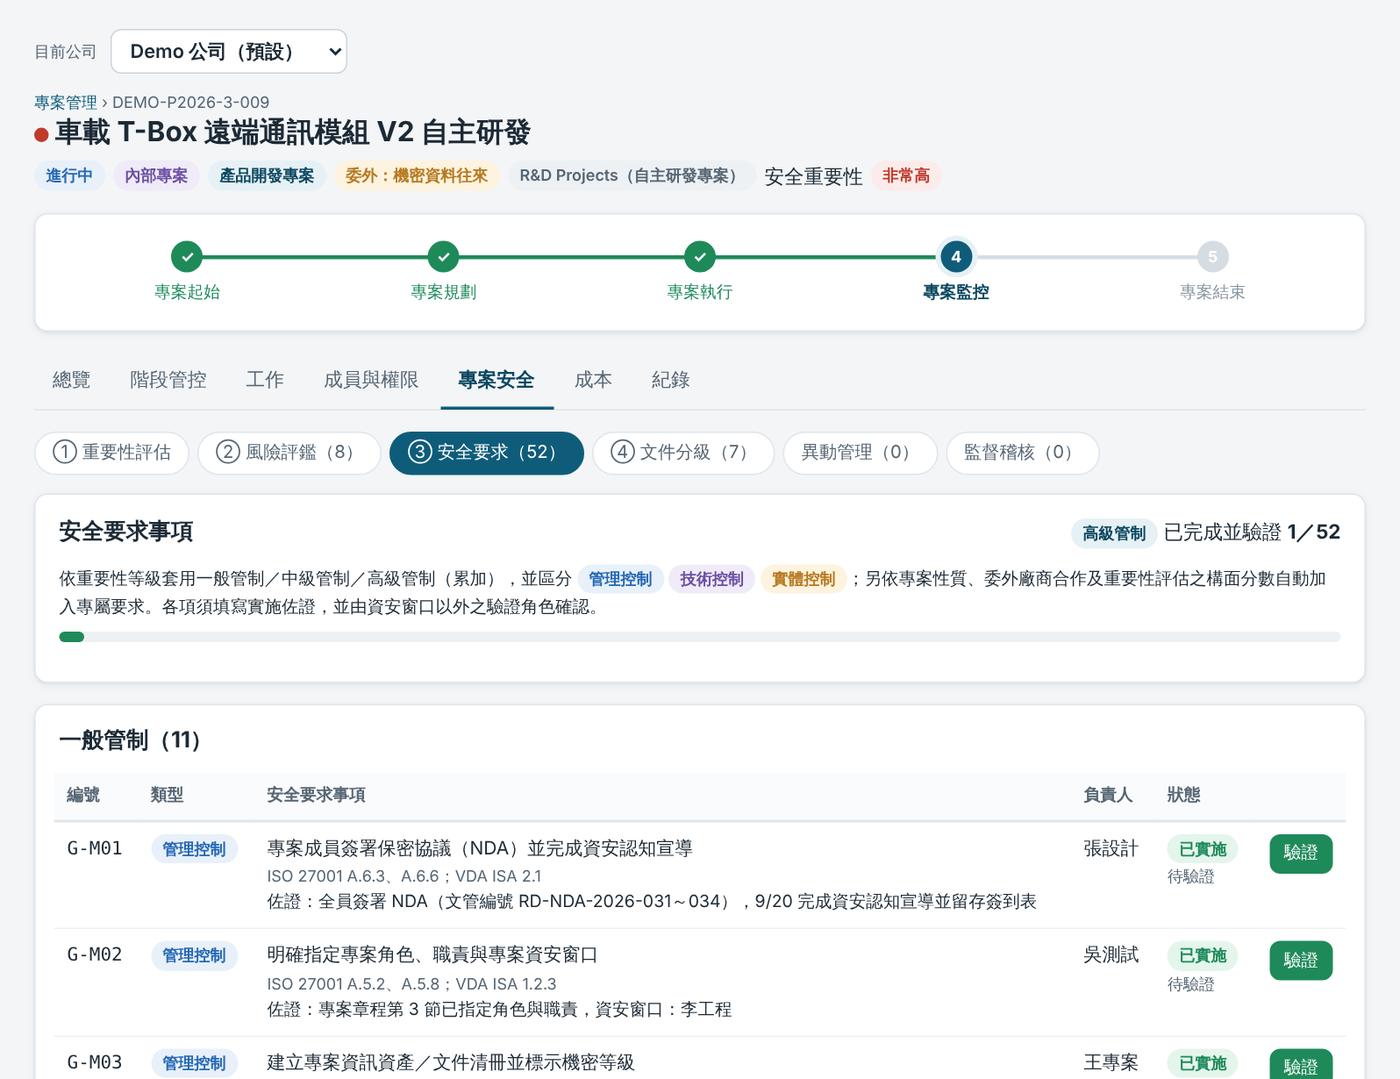 目前公司 Demo 公司（預設）
專案管理 › DEMO-P2026-3-009
車載 T-Box 遠端通訊模組 V2 自主研發
進行中 內部專案 產品開發專案 委外：機密資料往來 R&D Projects（自主研發專案） 安全重要性 非常高
4 5
專案起始 專案規劃 專案執行 專案監控 專案結束
總覽 階段管控 工作 成員與權限 專案安全 成本 紀錄
① 重要性評估 ② 風險評鑑（8） ③ 安全要求（52） ④ 文件分級（7） 異動管理（0） 監督稽核（0）
安全要求事項 高級管制 已完成並驗證 1／52
依重要性等級套用一般管制／中級管制／高級管制（累加），並區分 管理控制 技術控制 實體控制 ；另依專案性質、委外廠商合作及重要性評估之構面分數自動加
入專屬要求。各項須填寫實施佐證，並由資安窗口以外之驗證角色確認。
一般管制（11）
編號 類型 安全要求事項 負責人 狀態
G-M01 管理控制 專案成員簽署保密協議（NDA）並完成資安認知宣導 張設計 已實施 驗證
ISO 27001 A.6.3、A.6.6；VDA ISA 2.1 待驗證
佐證：全員簽署 NDA（文管編號 RD-NDA-2026-031～034），9/20 完成資安認知宣導並留存簽到表
G-M02 管理控制 明確指定專案角色、職責與專案資安窗口 吳測試 已實施 驗證
ISO 27001 A.5.2、A.5.8；VDA ISA 1.2.3 待驗證
佐證：專案章程第 3 節已指定角色與職責，資安窗口：李工程
G-M03 管理控制 建立專案資訊資產／文件清冊並標示機密等級 王專案 已實施 驗證